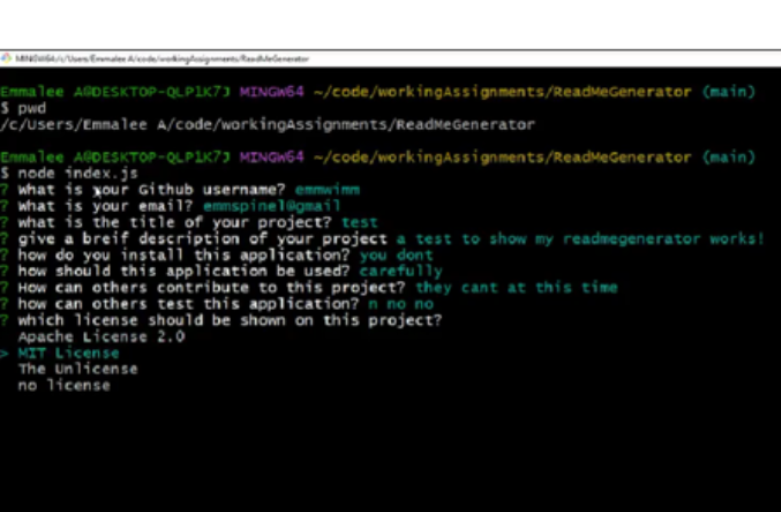 MINGW64:/c/Users/Emmalee A/code/workingAssignments/ReadMeGenerator
Emmalee A@DESKTOP-QLP1K7J MINGW64 ~/code/workingAssignments/ReadMeGenerator (main)
$ pwd
/c/Users/Emmalee A/code/workingAssignments/ReadMeGenerator
Emmalee A@DESKTOP-QLP1K7J MINGW64 ~/code/workingAssignments/ReadMeGenerator (main)
$ node index.js
? what is your Github username? emmwimm
? what is your email? emmspinel@gmail
? what is the title of your project? test
? give a breif description of your project a test to show my readmegenerator works!
? how do you install this application? you dont
? how should this application be used? carefully
? How can others contribute to this project? they cant at this time
? how can others test this application? n no no
? which license should be shown on this project?
Apache License 2.0
> MIT License
The Unlicense
no license